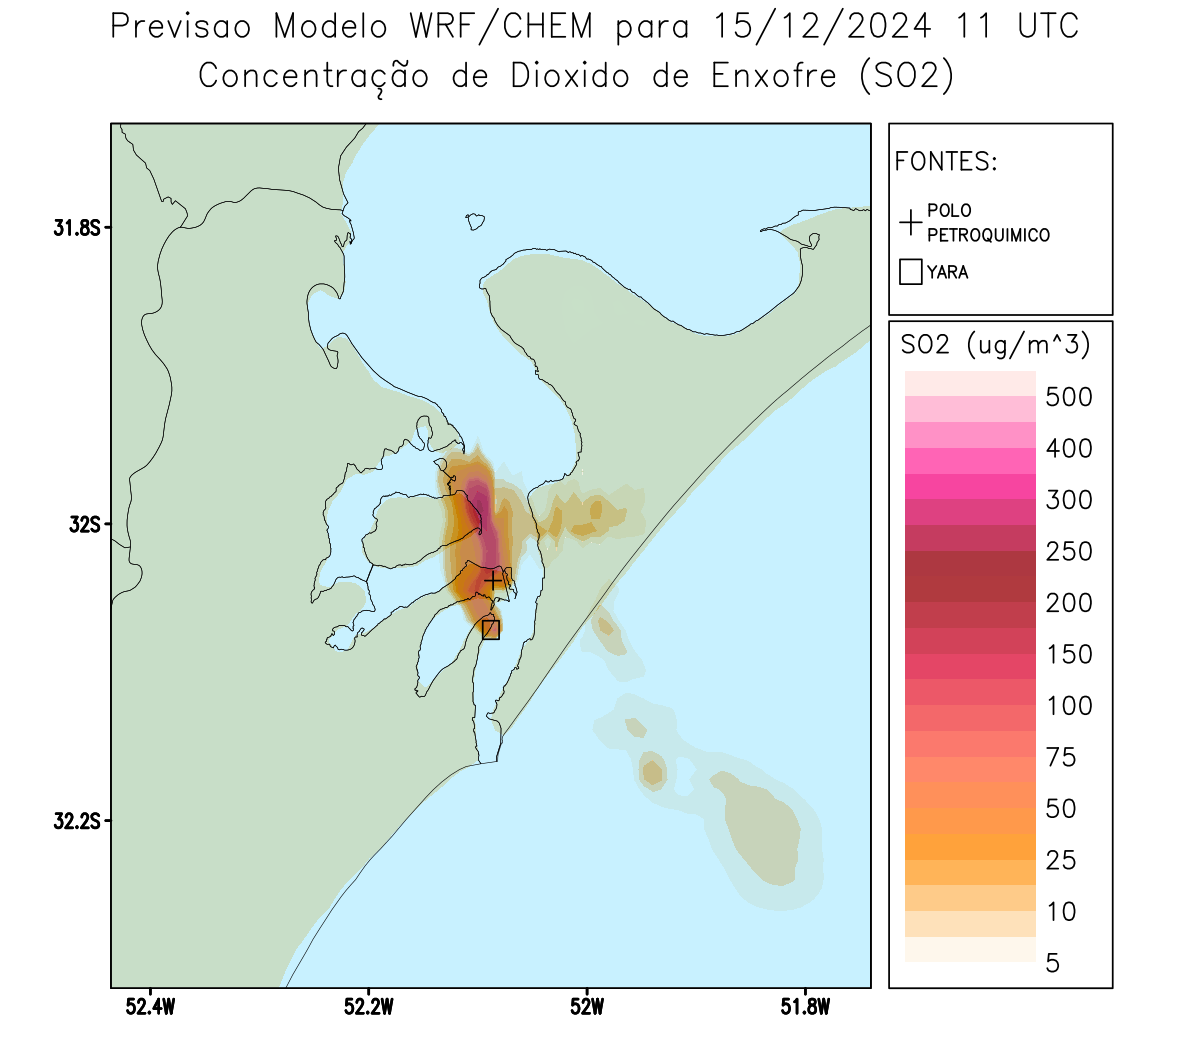 Previsao Modelo WRF/CHEM para 15/12/2024 11 UTC
Concentração de Dioxido de Enxofre (SO2)
FONTES:
POLO
PETROQUIMICO
YARA
31.8S
32S
32.2S
52.4W
52.2W
52W
51.8W
SO2 (ug/m^3)
500
400
300
250
200
150
100
75
50
25
10
5